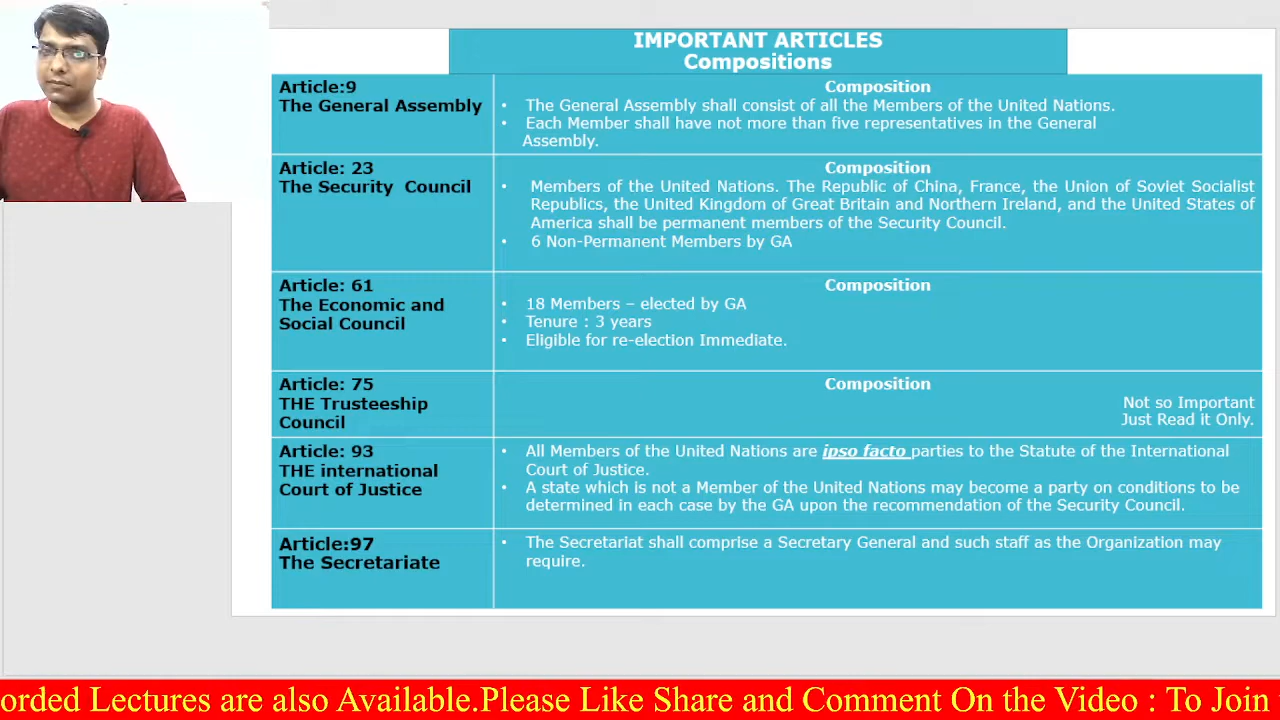 IMPORTANT ARTICLES
Compositions
Article:9
The General Assembly
Composition
• The General Assembly shall consist of all the Members of the United Nations.
• Each Member shall have not more than five representatives in the General
Assembly.
Article: 23
The Security Council
Composition
• Members of the United Nations. The Republic of China, France, the Union of Soviet Socialist
Republics, the United Kingdom of Great Britain and Northern Ireland, and the United States of
America shall be permanent members of the Security Council.
• 6 Non-Permanent Members by GA
Article: 61
The Economic and
Social Council
Composition
• 18 Members – elected by GA
• Tenure : 3 years
• Eligible for re-election Immediate.
Article: 75
THE Trusteeship
Council
Composition
Not so Important
Just Read it Only.
Article: 93
THE international
Court of Justice
• All Members of the United Nations are ipso facto parties to the Statute of the International
Court of Justice.
• A state which is not a Member of the United Nations may become a party on conditions to be
determined in each case by the GA upon the recommendation of the Security Council.
Article:97
The Secretariate
• The Secretariat shall comprise a Secretary General and such staff as the Organization may
require.
orded Lectures are also Available.Please Like Share and Comment On the Video : To Join